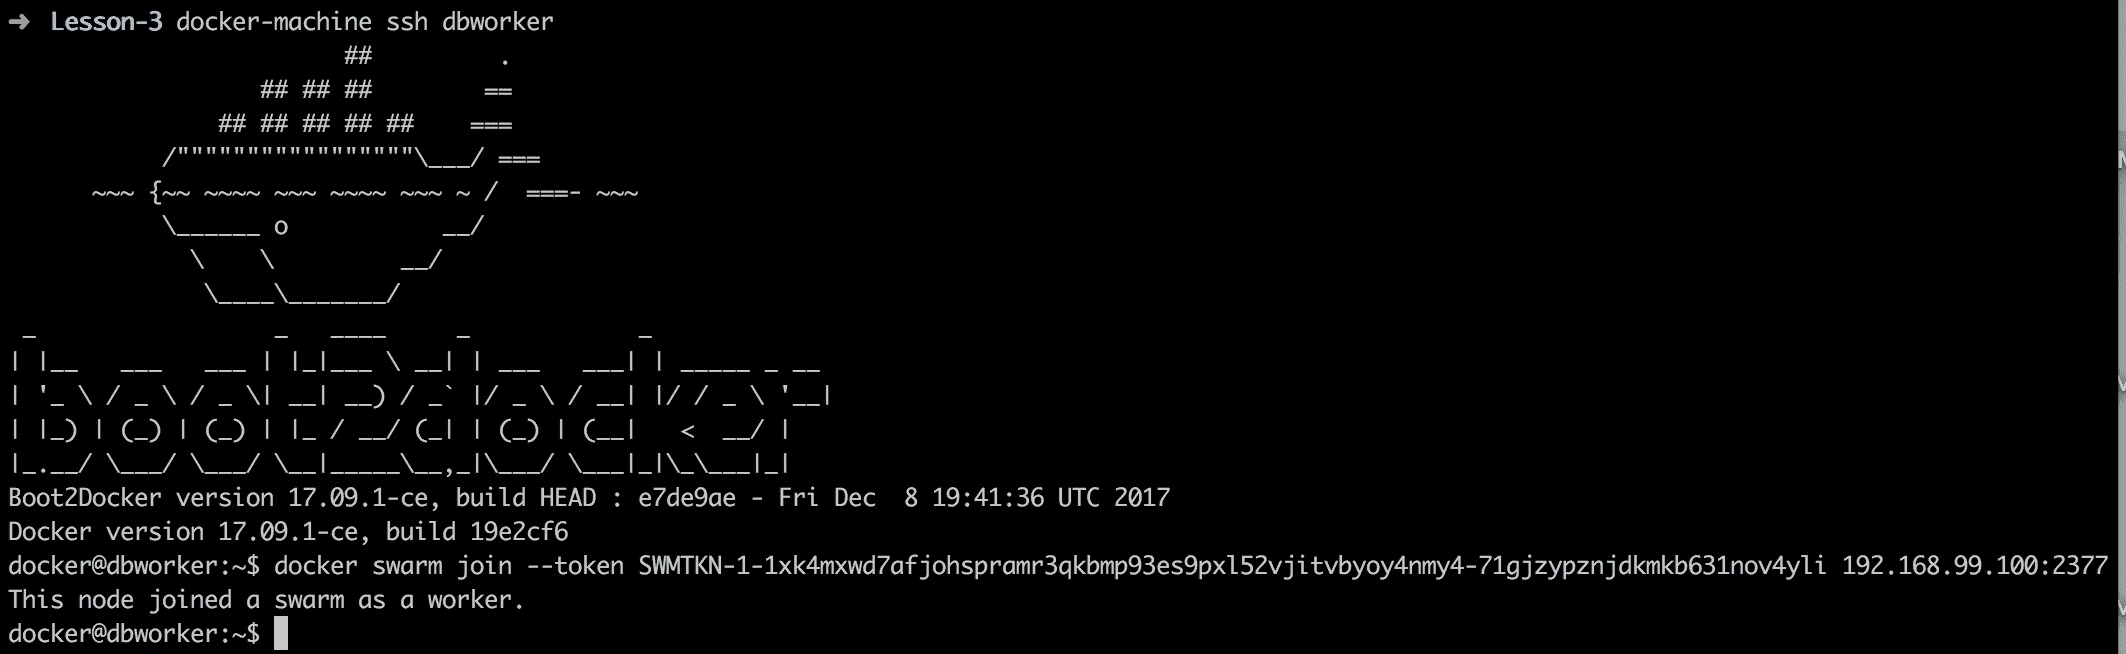 ➜  Lesson-3 docker-machine ssh dbworker
                        ##         .
                  ## ## ##        ==
               ## ## ## ## ##    ===
           /"""""""""""""""""\___/ ===
      ~~~ {~~ ~~~~ ~~~ ~~~~ ~~~ ~ /  ===- ~~~
           \______ o           __/
             \    \         __/
              \____\_______/
 _                 _   ____     _            _
| |__   ___   ___ | |_|___ \ __| | ___   ___| | _____ _ __
| '_ \ / _ \ / _ \| __| __) / _` |/ _ \ / __| |/ / _ \ '__|
| |_) | (_) | (_) | |_ / __/ (_| | (_) | (__|   <  __/ |
|_.__/ \___/ \___/ \__|_____\__,_|\___/ \___|_|\_\___|_|
Boot2Docker version 17.09.1-ce, build HEAD : e7de9ae - Fri Dec  8 19:41:36 UTC 2017
Docker version 17.09.1-ce, build 19e2cf6
docker@dbworker:~$ docker swarm join --token SWMTKN-1-1xk4mxwd7afjohspramr3qkbmp93es9pxl52vjitvbyoy4nmy4-71gjzypznjdkmkb631nov4yli 192.168.99.100:2377
This node joined a swarm as a worker.
docker@dbworker:~$